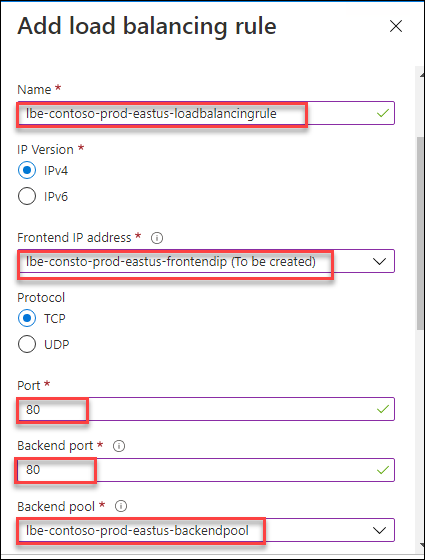 Add load balancing rule
Name *
lbe-contoso-prod-eastus-loadbalancingrule
IP Version *
IPv4
IPv6
Frontend IP address *
lbe-consto-prod-eastus-frontendip (To be created)
Protocol
TCP
UDP
Port *
80
Backend port *
80
Backend pool *
lbe-contoso-prod-eastus-backendpool